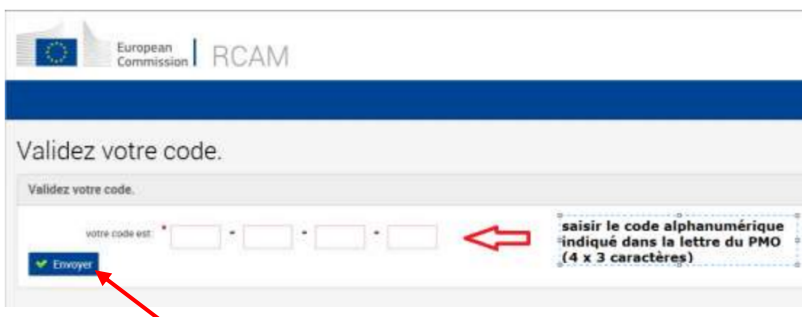 European
Commission RCAM
Validez votre code.
Validez votre code.
votre code est: * - - -
saisir le code alphanumérique
indiqué dans la lettre du PMO
(4 x 3 caractères)
Envoyer